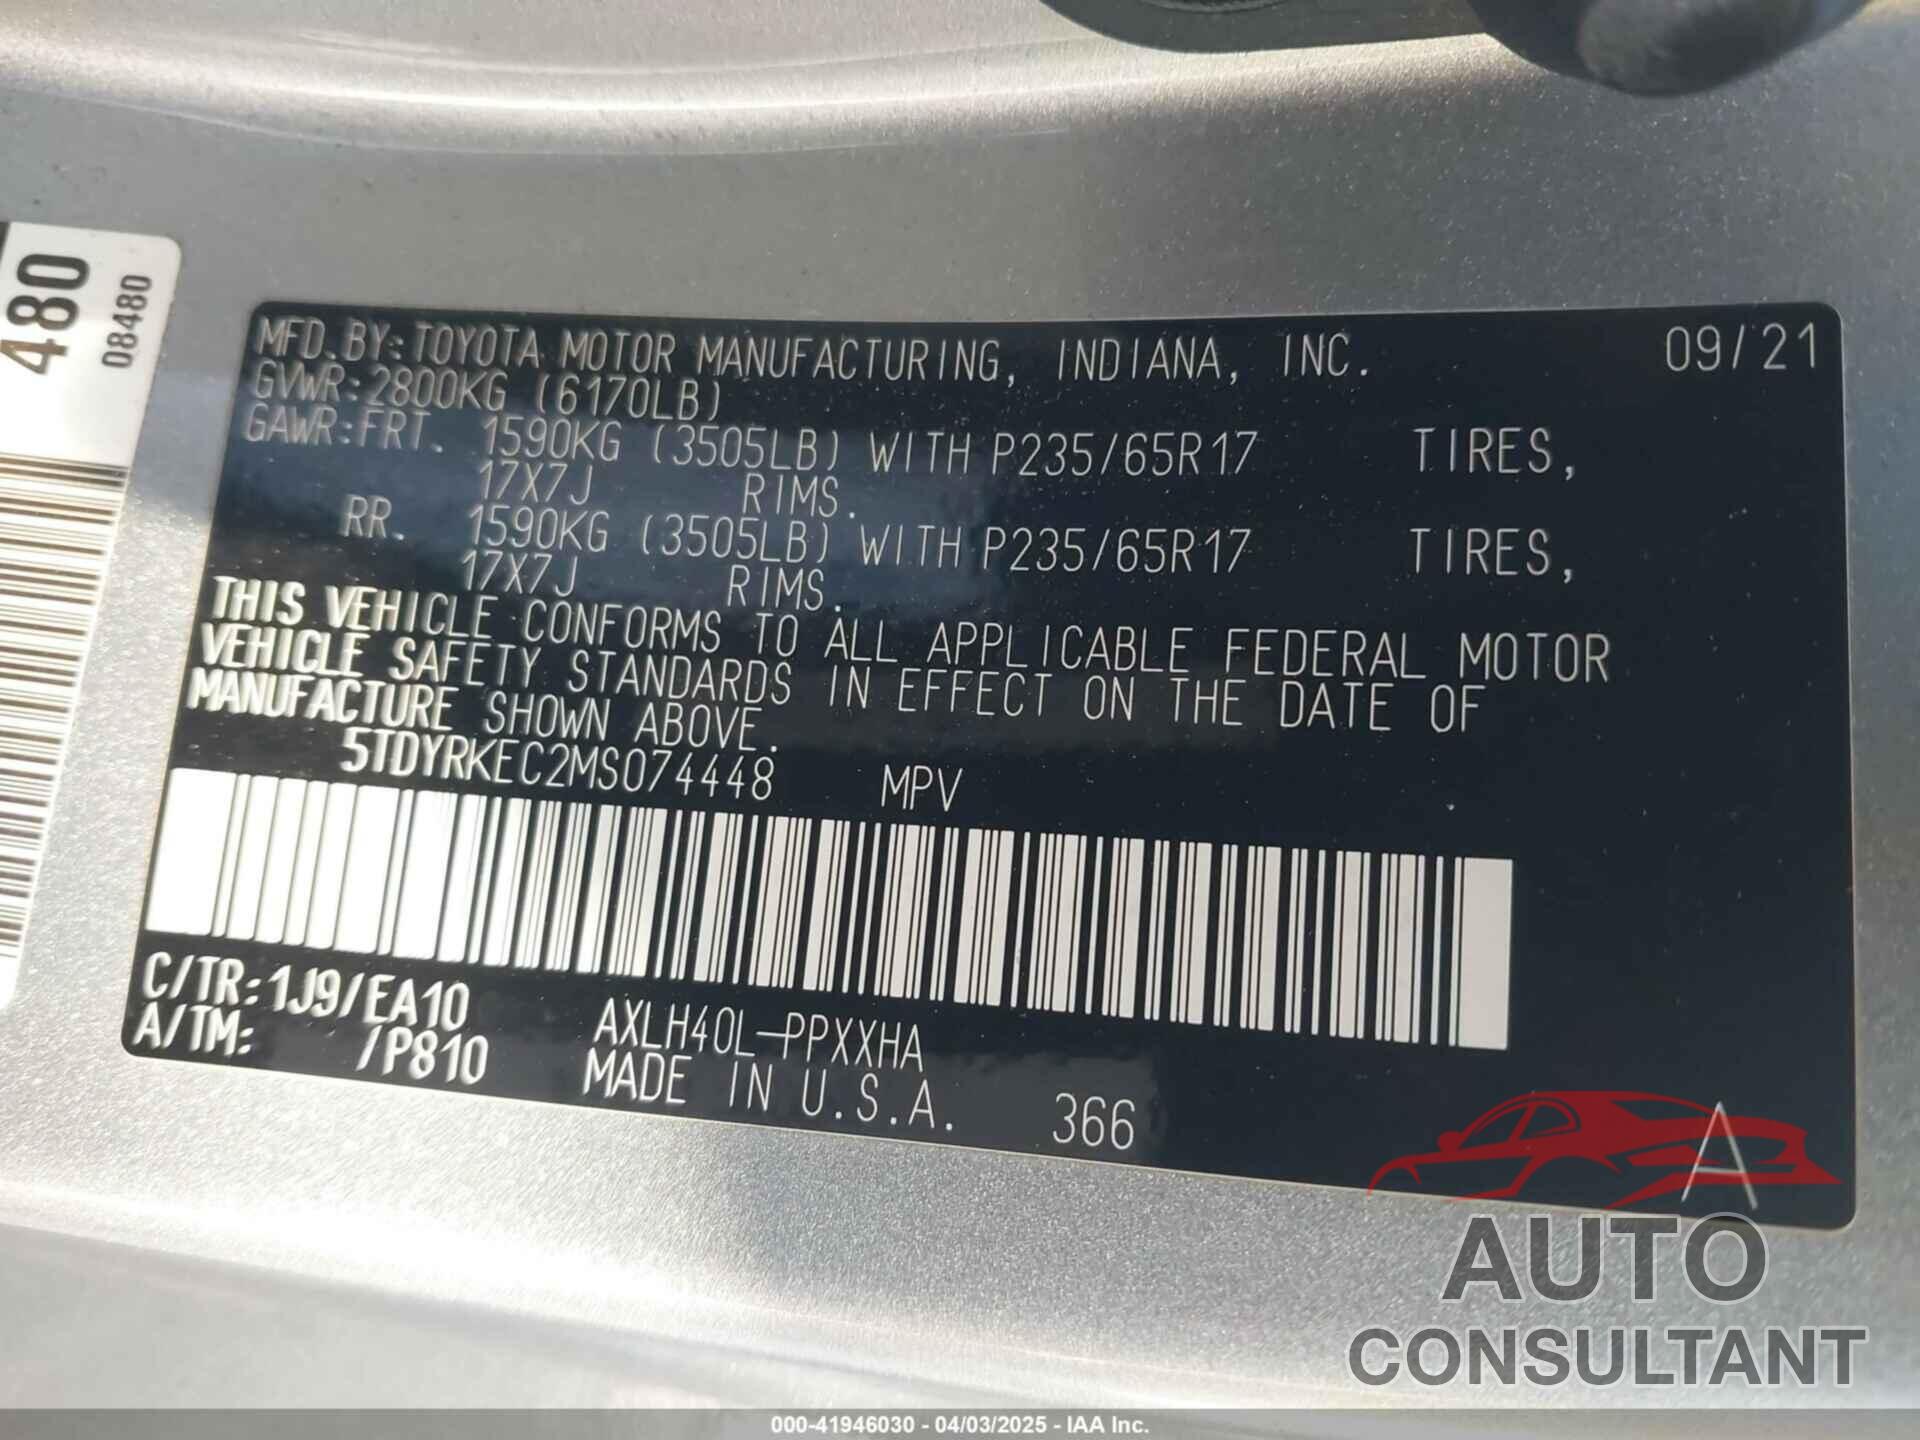 480
08480
MFD.BY:TOYOTA MOTOR MANUFACTURING, INDIANA, INC. 09/21
GVWR:2800KG (6170LB)
GAWR:FRT. 1590KG (3505LB) WITH P235/65R17 TIRES,
17X7J RIMS.
RR. 1590KG (3505LB) WITH P235/65R17 TIRES,
17X7J RIMS.
THIS VEHICLE CONFORMS TO ALL APPLICABLE FEDERAL MOTOR
VEHICLE SAFETY STANDARDS IN EFFECT ON THE DATE OF
MANUFACTURE SHOWN ABOVE.
5TDYRKEC2MS074448 MPV
C/TR:1J9/EA10 AXLH40L-PPXXHA
A/TM: /P810 MADE IN U.S.A. 366 A
AUTO
CONSULTANT
000-41946030 - 04/03/2025 - IAA Inc.